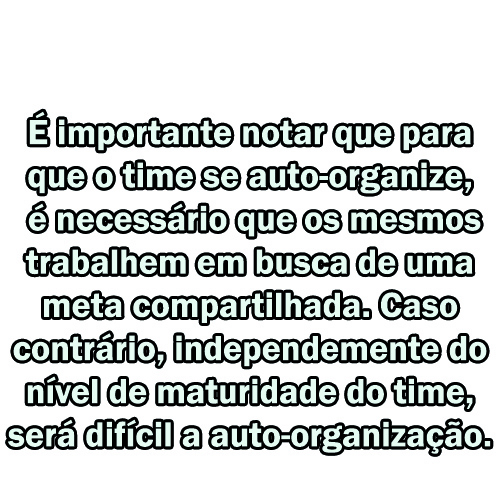 É importante notar que para
que o time se auto-organize,
é necessário que os mesmos
trabalhem em busca de uma
meta compartilhada. Caso
contrário, independemente do
nível de maturidade do time,
será difícil a auto-organização.